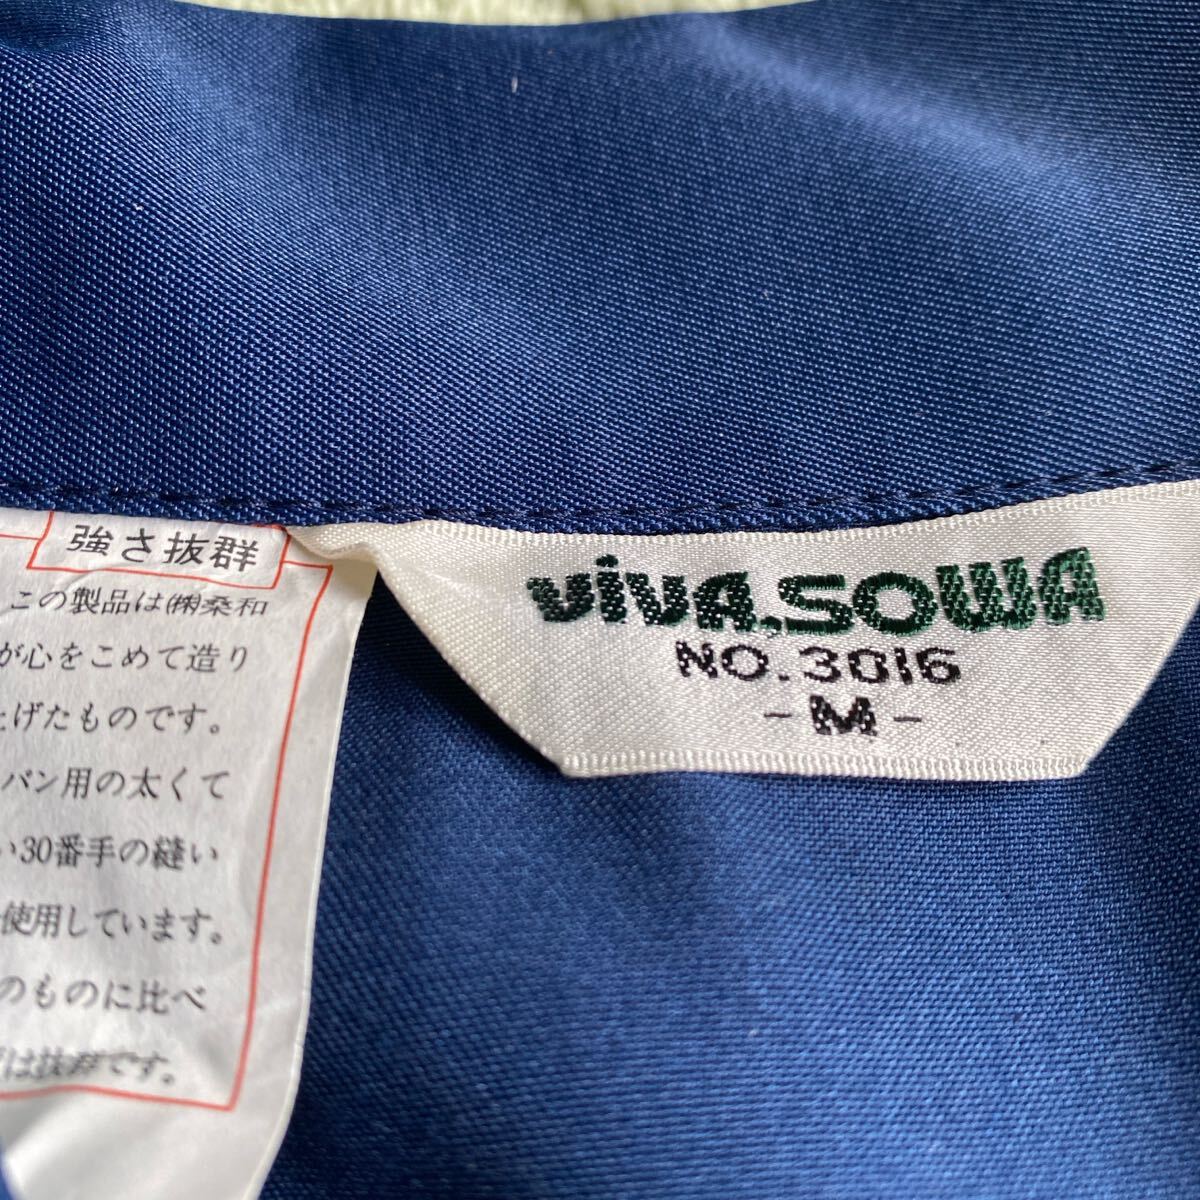 強さ抜群
この製品は㈱桑和
が心をこめて造り
上げたものです。
バン用の太くて
い30番手の縫い
使用しています。
のものに比べ
は抜群です。
viVA,SOWA
NO.3016
-M-